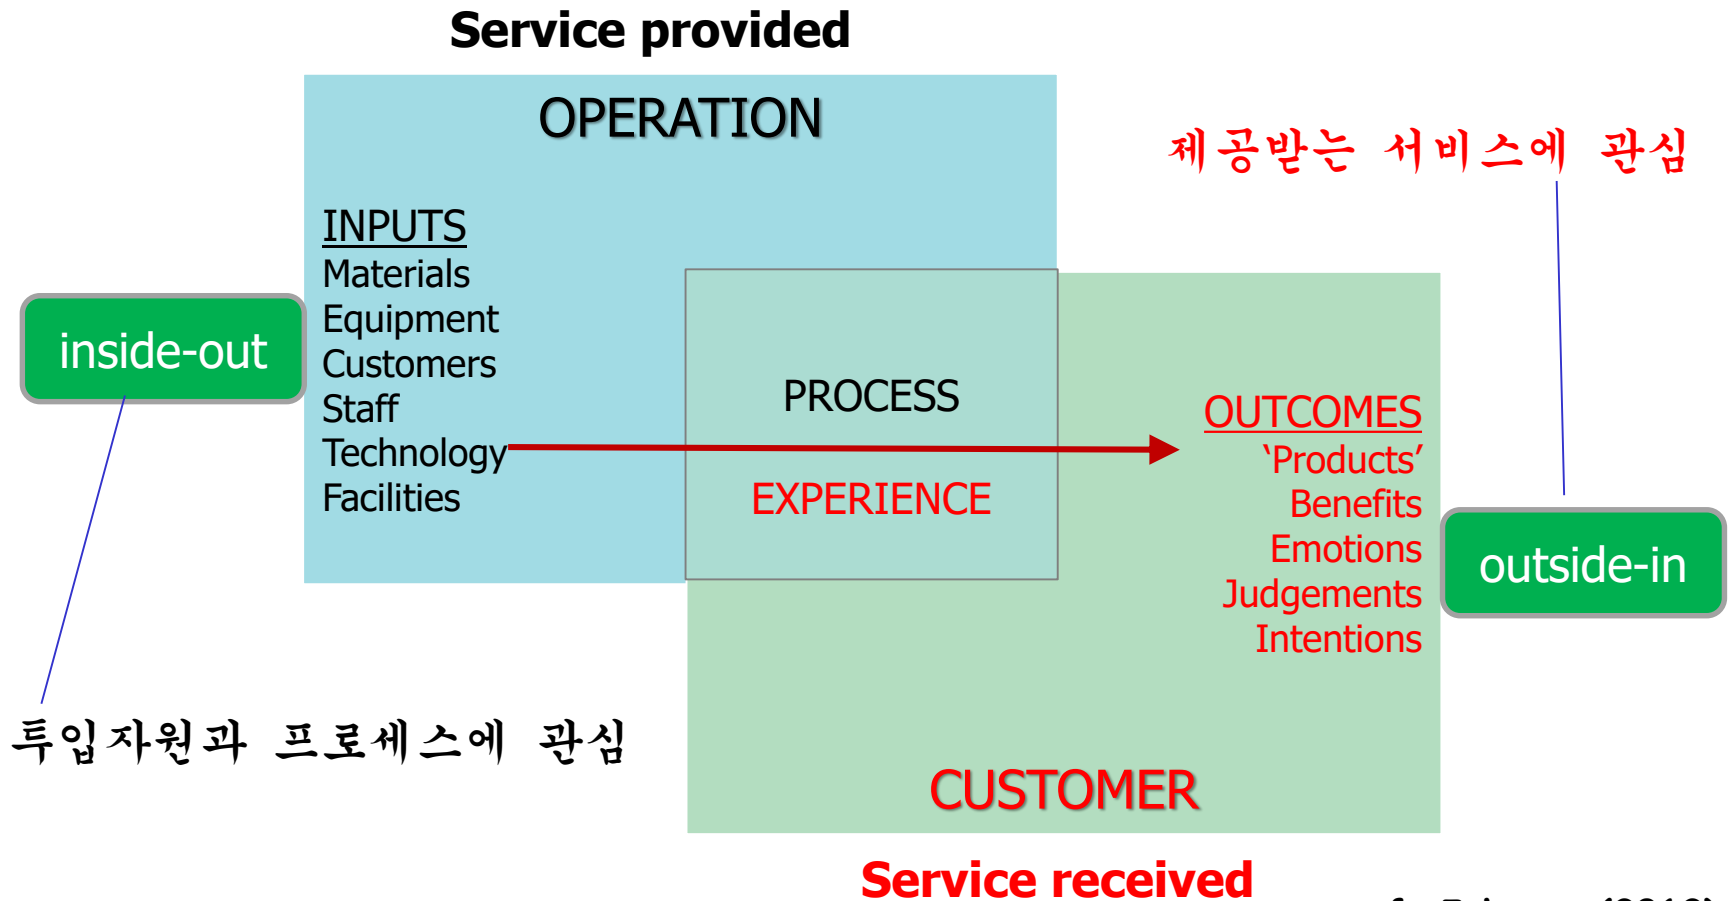 Service provided
OPERATION
제공받는 서비스에 관심
INPUTS
Materials
Equipment
Customers
Staff
Technology
Facilities
inside-out
PROCESS
EXPERIENCE
OUTCOMES
‘Products’
Benefits
Emotions
Judgements
Intentions
outside-in
투입자원과 프로세스에 관심
CUSTOMER
Service received